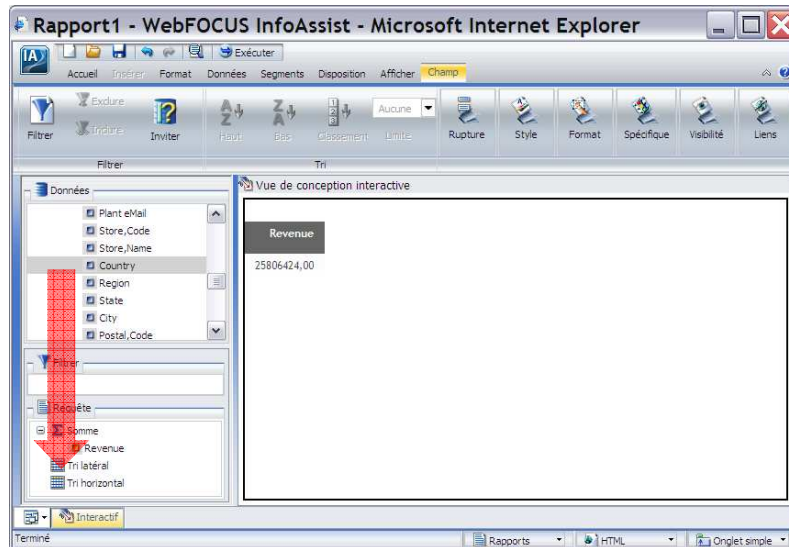 Rapport1 - WebFOCUS InfoAssist - Microsoft Internet Explorer
IA
Exécuter
Accueil Insérer Format Données Segments Disposition Afficher Champ
Exclure
Inclure
Filtrer Inviter Haut Bas Classement Aucune Limite Rupture Style Format Spécifique Visibilité Liens
Filtrer Tri
Données
Plant eMail
Store,Code
Store,Name
Country
Region
State
City
Postal,Code
Filtrer
Requête
Somme
Revenue
Tri latéral
Tri horizontal
Vue de conception interactive
Revenue
25806424,00
Interactif
Terminé Rapports HTML Onglet simple